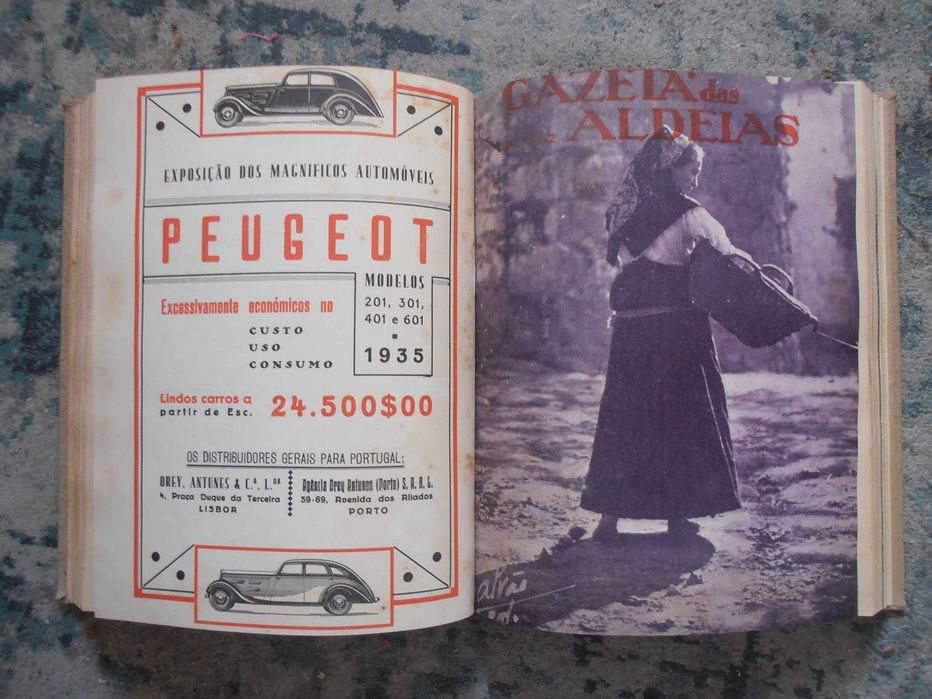 EXPOSIÇÃO DOS MAGNIFICOS AUTOMÓVEIS
PEUGEOT
MODELOS
201, 301,
401 e 601
1935
Excessivamente económicos no
CUSTO
USO
CONSUMO
Lindos carros a
partir de Esc. 24.500$00
OS DISTRIBUIDORES GERAIS PARA PORTUGAL:
OREY, ANTUNES & C.ª, L.DA
4, Praça Duque da Terceira
LISBOA
Agência Orey Antunes (Porto) S. A. R. L.
59-69, Avenida dos Aliados
PORTO
GAZETA das
ALDEIAS